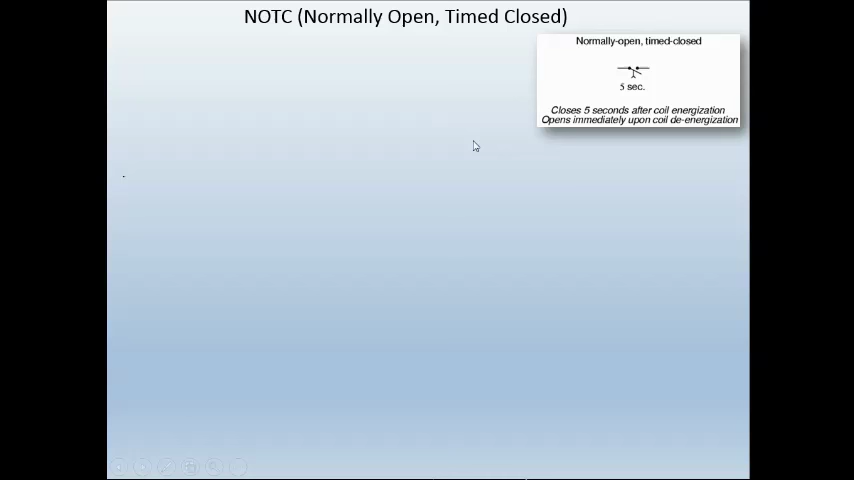 NOTC (Normally Open, Timed Closed)
Normally-open, timed-closed
5 sec.
Closes 5 seconds after coil energization
Opens immediately upon coil de-energization